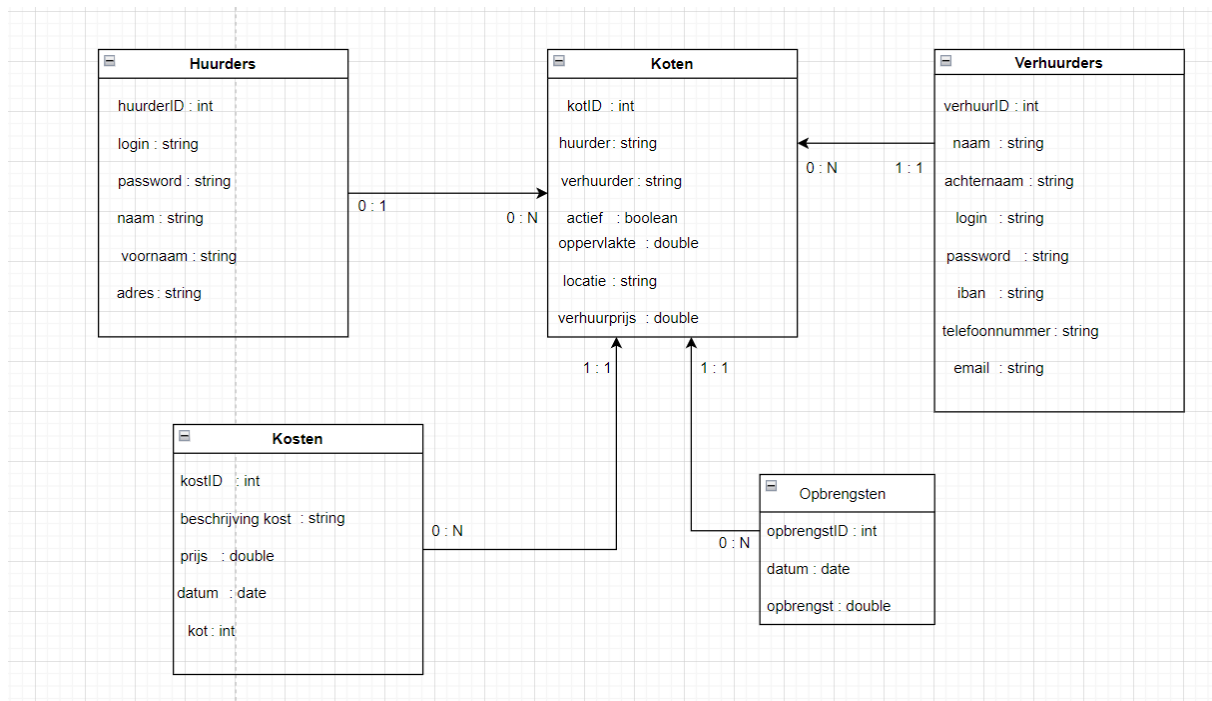 Huurders
huurderID : int
login : string
password : string
naam : string
voornaam : string
adres : string
0 : 1
0 : N
Koten
kotID : int
huurder : string
verhuurder : string
actief : boolean
oppervlakte : double
locatie : string
verhuurprijs : double
0 : N
1 : 1
Verhuurders
verhuurID : int
naam : string
achternaam : string
login : string
password : string
iban : string
telefoonnummer : string
email : string
1 : 1
1 : 1
Kosten
kostID : int
beschrijving kost : string
prijs : double
datum : date
kot : int
0 : N
0 : N
Opbrengsten
opbrengstID : int
datum : date
opbrengst : double